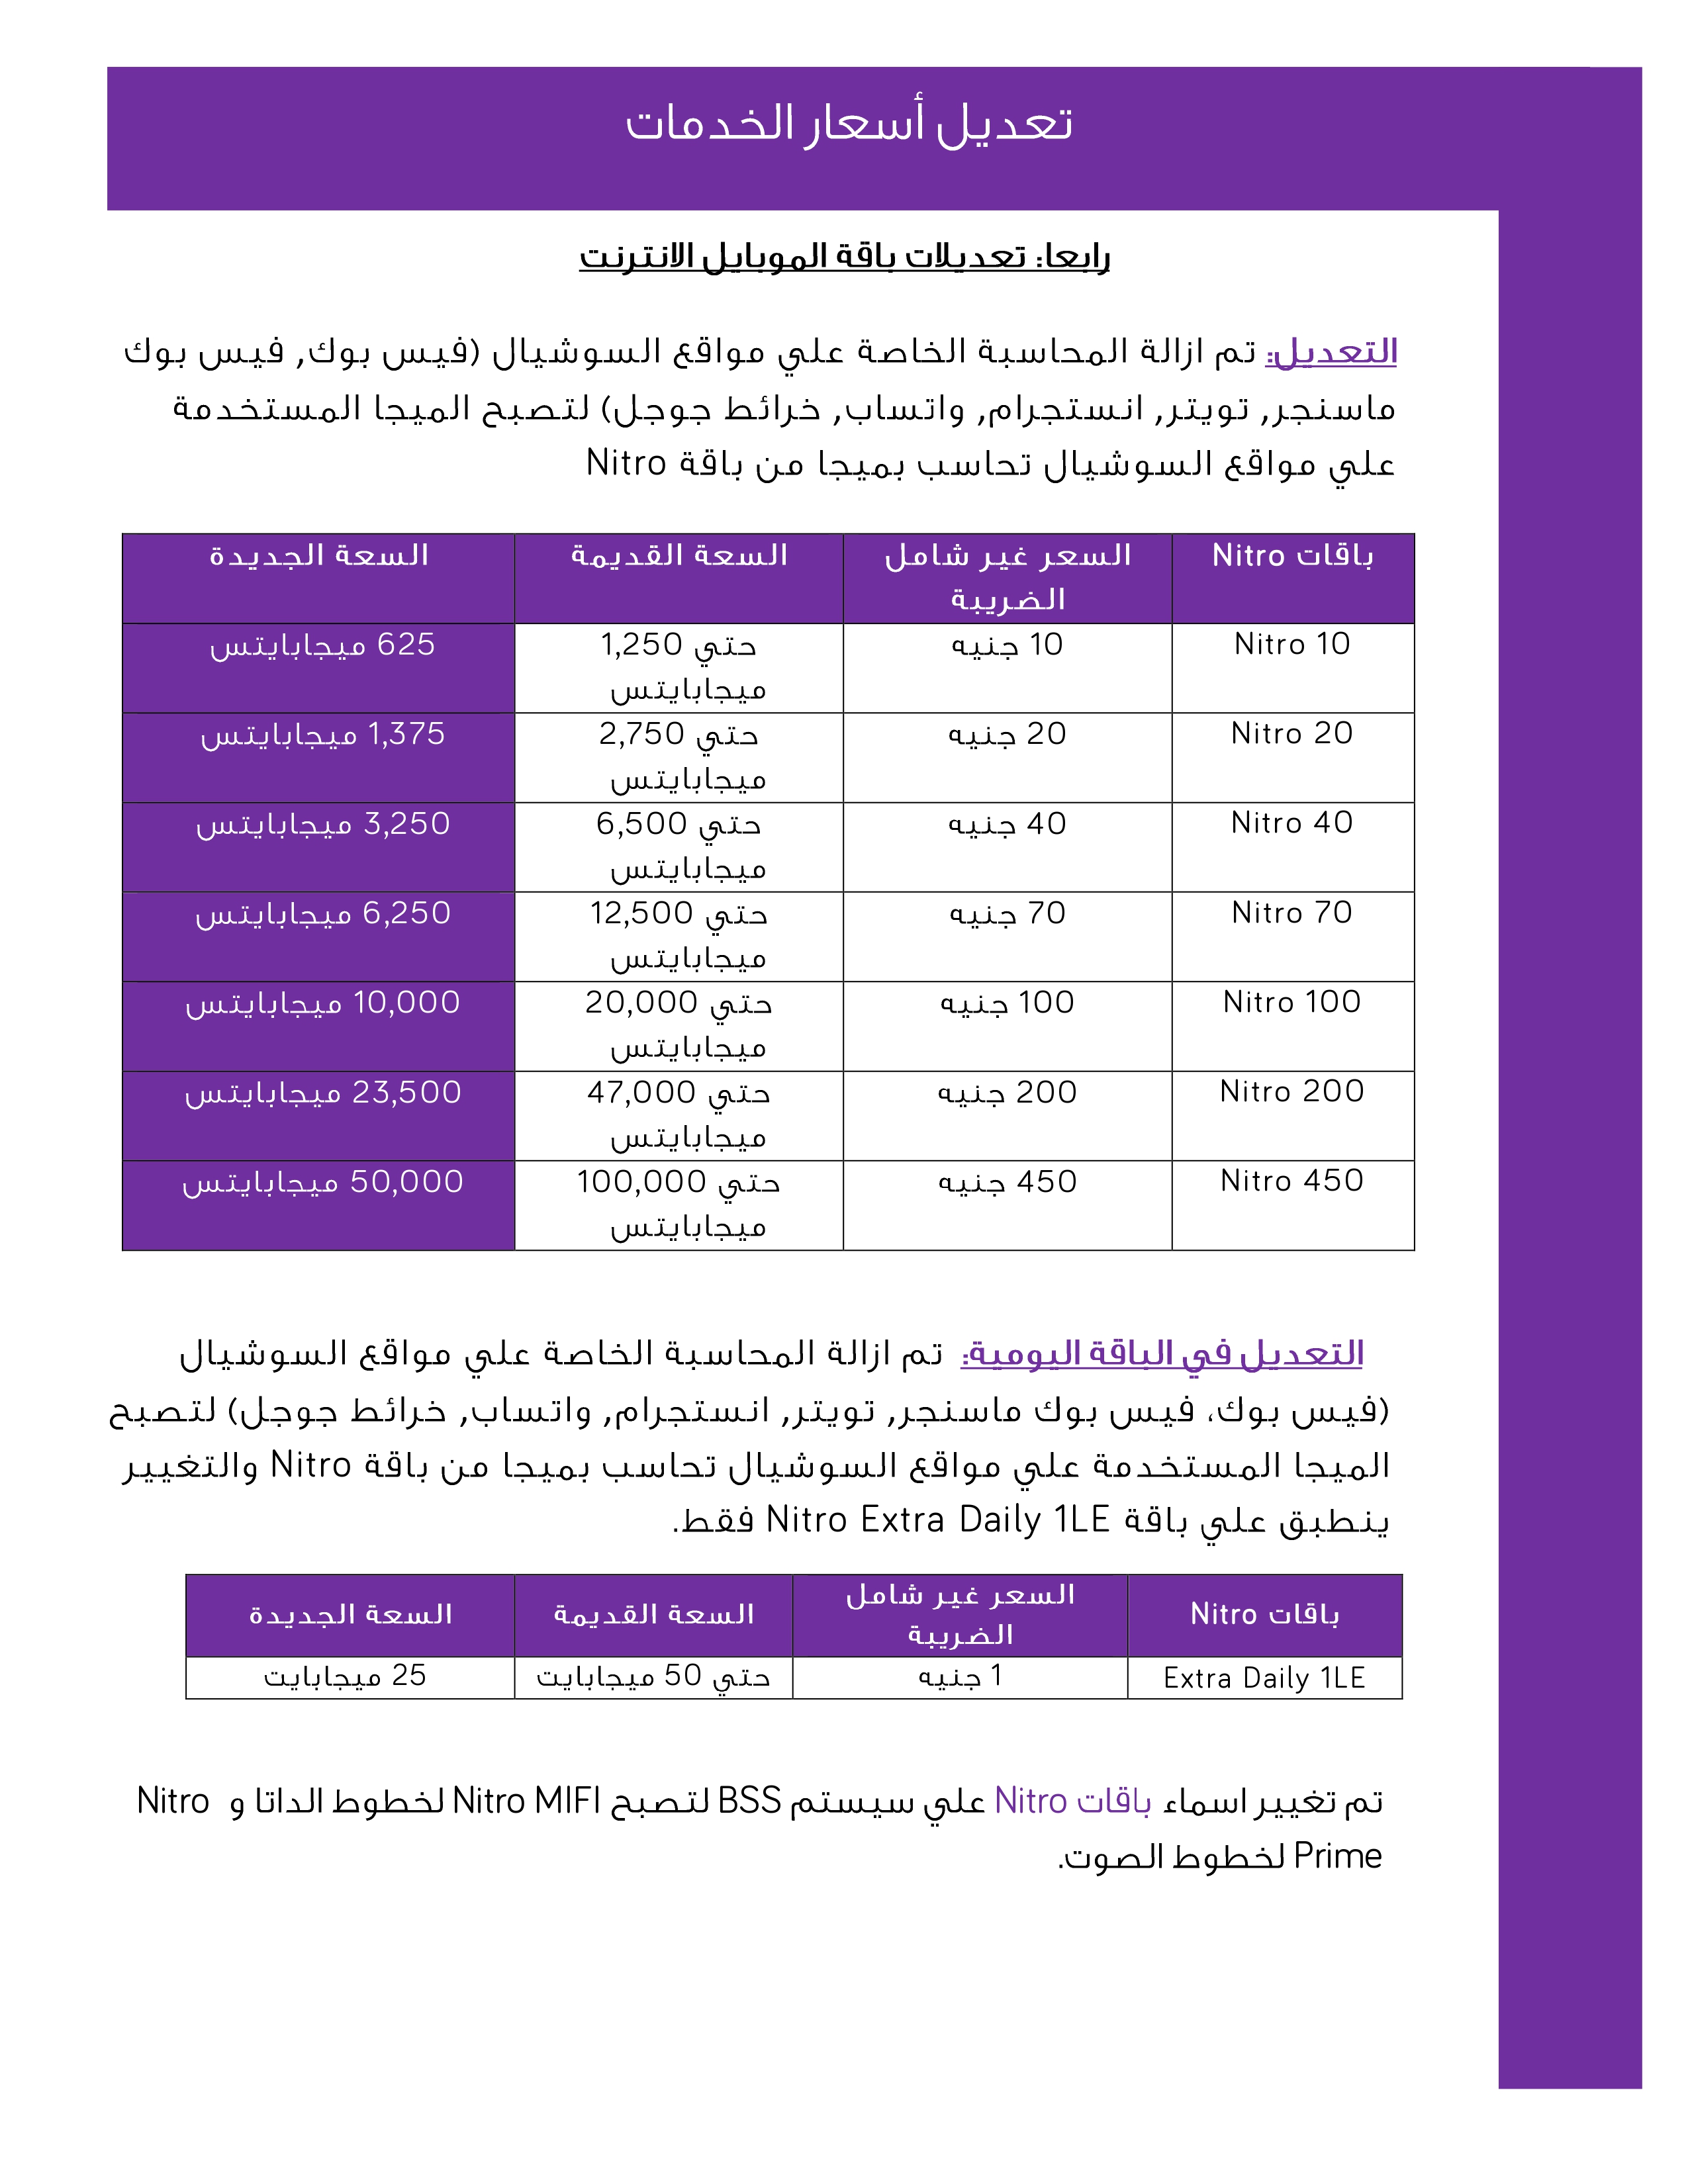 تعديل أسعار الخدمات
رابعا: تعديلات باقة الموبايل الانترنت
التعديل: تم ازالة المحاسبة الخاصة علي مواقع السوشيال (فيس بوك, فيس بوك
ماسنجر, تويتر, انستجرام, واتساب, خرائط جوجل) لتصبح الميجا المستخدمة
علي مواقع السوشيال تحاسب بميجا من باقة Nitro
باقات Nitro السعر غير شامل السعة القديمة السعة الجديدة
الضريبة
Nitro 10 10 جنيه حتي 1,250 625 ميجابايتس
ميجابايتس
Nitro 20 20 جنيه حتي 2,750 1,375 ميجابايتس
ميجابايتس
Nitro 40 40 جنيه حتي 6,500 3,250 ميجابايتس
ميجابايتس
Nitro 70 70 جنيه حتي 12,500 6,250 ميجابايتس
ميجابايتس
Nitro 100 100 جنيه حتي 20,000 10,000 ميجابايتس
ميجابايتس
Nitro 200 200 جنيه حتي 47,000 23,500 ميجابايتس
ميجابايتس
Nitro 450 450 جنيه حتي 100,000 50,000 ميجابايتس
ميجابايتس
التعديل في الباقة اليومية: تم ازالة المحاسبة الخاصة علي مواقع السوشيال
(فيس بوك، فيس بوك ماسنجر, تويتر, انستجرام, واتساب, خرائط جوجل) لتصبح
الميجا المستخدمة علي مواقع السوشيال تحاسب بميجا من باقة Nitro والتغيير
ينطبق علي باقة Nitro Extra Daily 1LE فقط.
باقات Nitro السعر غير شامل السعة القديمة السعة الجديدة
الضريبة
Extra Daily 1LE 1 جنيه حتي 50 ميجابايت 25 ميجابايت
تم تغيير اسماء باقات Nitro علي سيستم BSS لتصبح Nitro MIFI لخطوط الداتا و Nitro
Prime لخطوط الصوت.